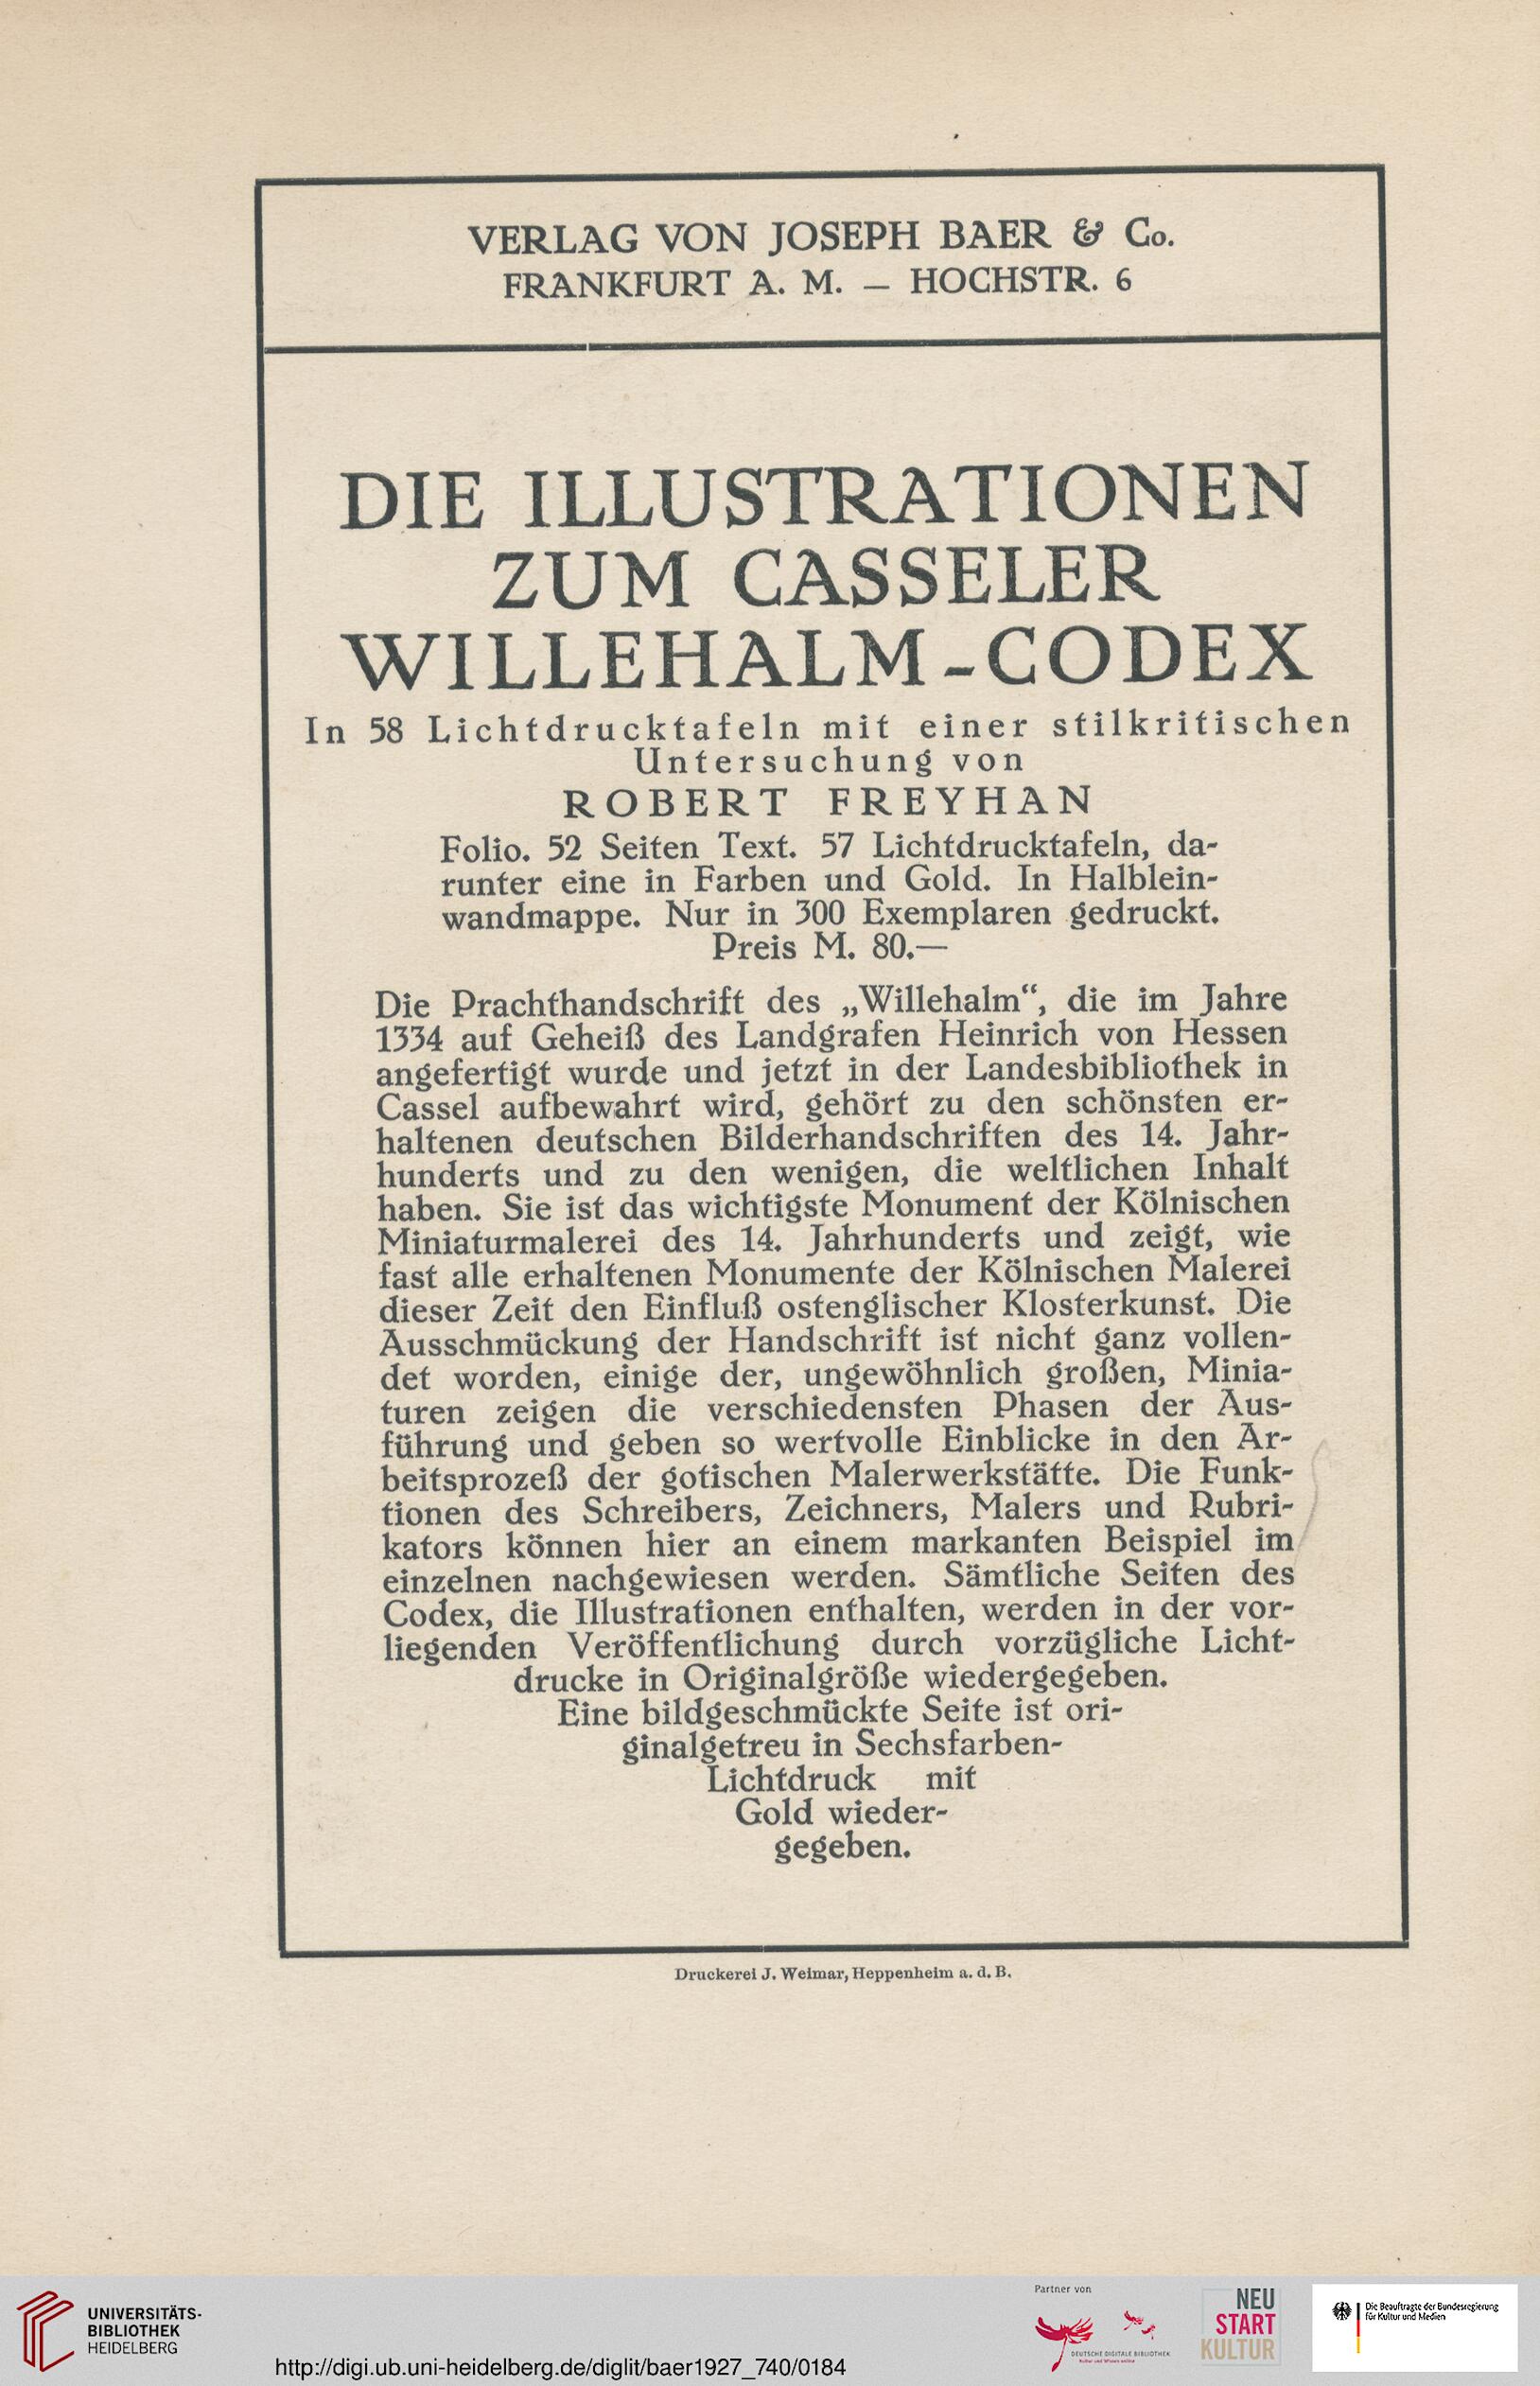 VERLAG VON JOSEPH BAER & Co.
FRANKFURT A. M. — HOCHSTR. 6
DIE ILLUSTRATIONEN
ZUM CASSELER
WILLEHALM-CODEX
In 58 Lichtdrucktafeln mit einer stilkritischen
Untersuchung von
ROBERT FREYHAN
Folio. 52 Seiten Text. 57 Lichtdrucktafeln, da-
runter eine in Farben und Gold. In Halblein-
wandmappe. Nur in 300 Exemplaren gedruckt.
Preis M. 80.—
Die Prachthandschrift des „Willehalm“, die im Jahre
1334 auf Geheiß des Landgrafen Heinrich von Hessen
angefertigt wurde und jetzt in der Landesbibliothek in
Cassel aufbewahrt wird, gehört zu den schönsten er-
haltenen deutschen Bilderhandschriften des 14. Jahr-
hunderts und zu den wenigen, die weltlichen Inhalt
haben. Sie ist das wichtigste Monument der Kölnischen
Miniaturmalerei des 14. Jahrhunderts und zeigt, wie
fast alle erhaltenen Monumente der Kölnischen Malerei
dieser Zeit den Einfluß ostenglischer Klosterkunst. Die
Ausschmückung der Handschrift ist nicht ganz vollen-
det worden, einige der, ungewöhnlich großen, Minia-
turen zeigen die verschiedensten Phasen der Aus-
führung und geben so wertvolle Einblicke in den Ar-
beitsprozeß der gotischen Malerwerkstätte. Die Funk-
tionen des Schreibers, Zeichners, Malers und Rubri-
kators können hier an einem markanten Beispiel im
einzelnen nachgewiesen werden. Sämtliche Seiten des
Codex, die Illustrationen enthalten, werden in der vor-
liegenden Veröffentlichung durch vorzügliche Licht-
drucke in Originalgröße wiedergegeben.
Eine bildgeschmückte Seite ist ori-
ginalgetreu in Sechsfarben-
Lichtdruck mit
Gold wieder-
gegeben.
Druckerei J. Weimar, Heppenheim a. d. B.
UNIVERSITÄTS-
BIBLIOTHEK
HEIDELBERG
http://digi.ub.uni-heidelberg.de/diglit/baer1927_740/0184
Partner von
DEUTSCHE DIGITALE BIBLIOTHEK
Kultur und Wissen online
NEU
START
KULTUR
Die Beauftragte der Bundesregierung
für Kultur und Medien